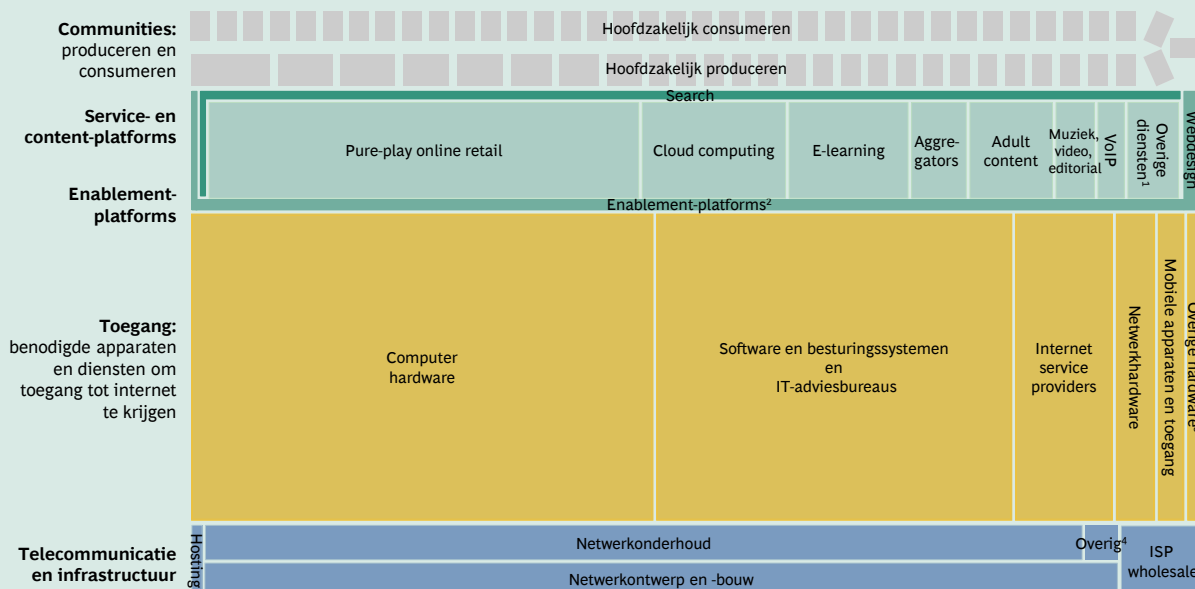 Communities:
produceren en
consumeren
Hoofdzakelijk consumeren
Hoofdzakelijk produceren
Service- en
content-platforms
Search
Pure-play online retail
Cloud computing
E-learning
Aggre-
gators
Adult
content
Muziek,
video,
editorial
VoIP
Overige
diensten¹
Webdesign
Enablement-
platforms
Enablement-platforms²
Toegang:
benodigde apparaten
en diensten om
toegang tot internet
te krijgen
Computer
hardware
Software en besturingssystemen
en
IT-adviesbureaus
Internet
service
providers
Netwerkhardware
Mobiele apparaten en toegang
Overige hardware
Telecommunicatie
en infrastructuur
Hosting
Netwerkonderhoud
Overig⁴
Netwerkontwerp en -bouw
ISP
wholesale